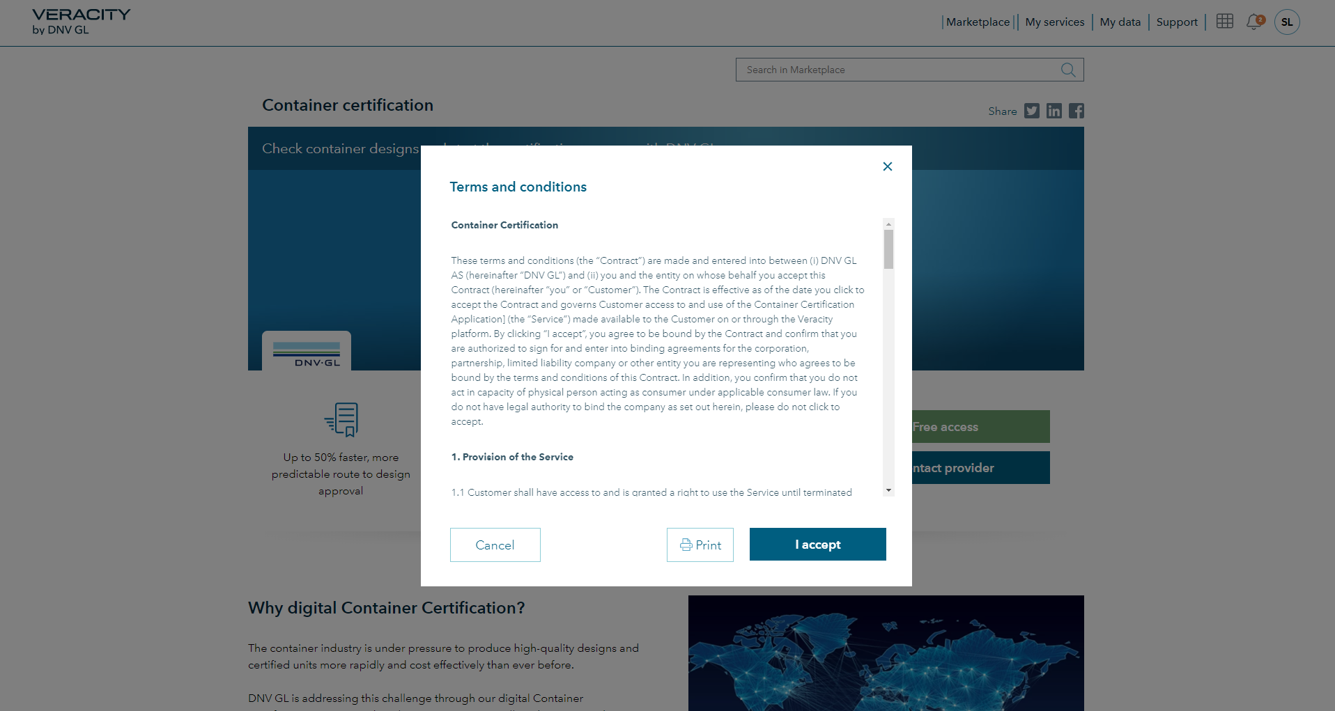 VERACITY
by DNV GL
Marketplace
My services
My data
Support
9
SL
Search in Marketplace
Container certification
Share
Check container designs
DNV·GL
Up to 50% faster, more
predictable route to design
approval
Terms and conditions
Container Certification
These terms and conditions (the “Contract”) are made and entered into between (i) DNV GL
AS (hereinafter “DNV GL”) and (ii) you and the entity on whose behalf you accept this
Contract (hereinafter “you” or “Customer”). The Contract is effective as of the date you click to
accept the Contract and governs Customer access to and use of the Container Certification
Application] (the “Service”) made available to the Customer on or through the Veracity
platform. By clicking “I accept”, you agree to be bound by the Contract and confirm that you
are authorized to sign for and enter into binding agreements for the corporation,
partnership, limited liability company or other entity you are representing who agrees to be
bound by the terms and conditions of this Contract. In addition, you confirm that you do not
act in capacity of physical person acting as consumer under applicable consumer law. If you
do not have legal authority to bind the company as set out herein, please do not click to
accept.
1. Provision of the Service
1.1 Customer shall have access to and is granted a right to use the Service until terminated
Cancel
Print
I accept
Free access
ntact provider
Why digital Container Certification?
The container industry is under pressure to produce high-quality designs and
certified units more rapidly and cost effectively than ever before.
DNV GL is addressing this challenge through our digital Container